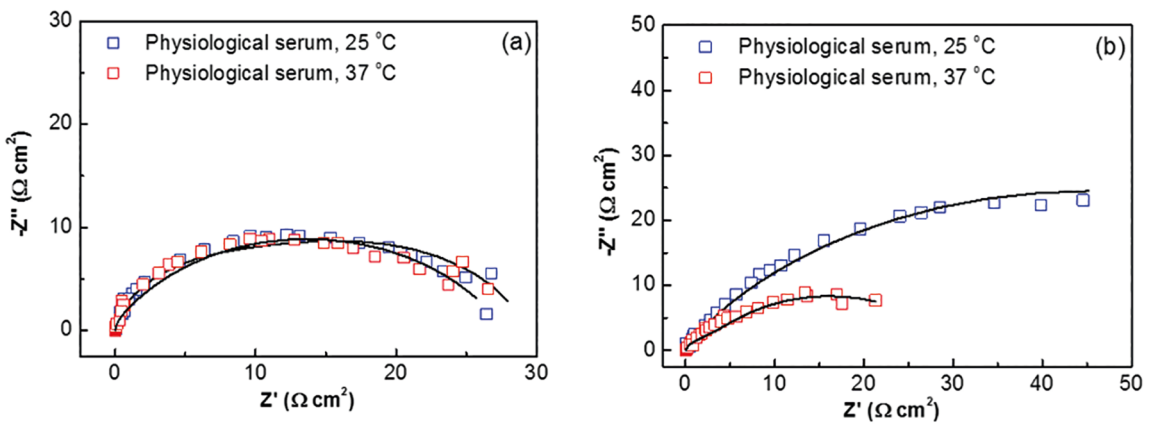 (a)
Physiological serum, 25 °C
Physiological serum, 37 °C
30
20
10
0
0 10 20 30
-Z" (Ω cm²)
Z' (Ω cm²)
(b)
Physiological serum, 25 °C
Physiological serum, 37 °C
50
40
30
20
10
0
0 10 20 30 40 50
-Z" (Ω cm²)
Z' (Ω cm²)